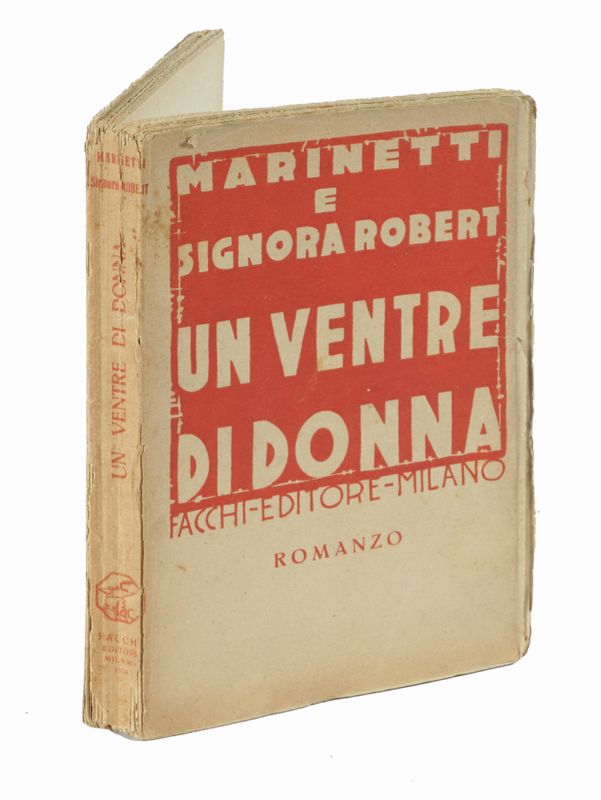 MARINETTI
E
SIGNORA ROBERT
UN VENTRE
DI DONNA
FACCHI-EDITORE-MILANO
ROMANZO
MARINETTI
e Signora ROBERT
UN VENTRE DI DONNA
FACCHI
EDITORE
MILANO
1919